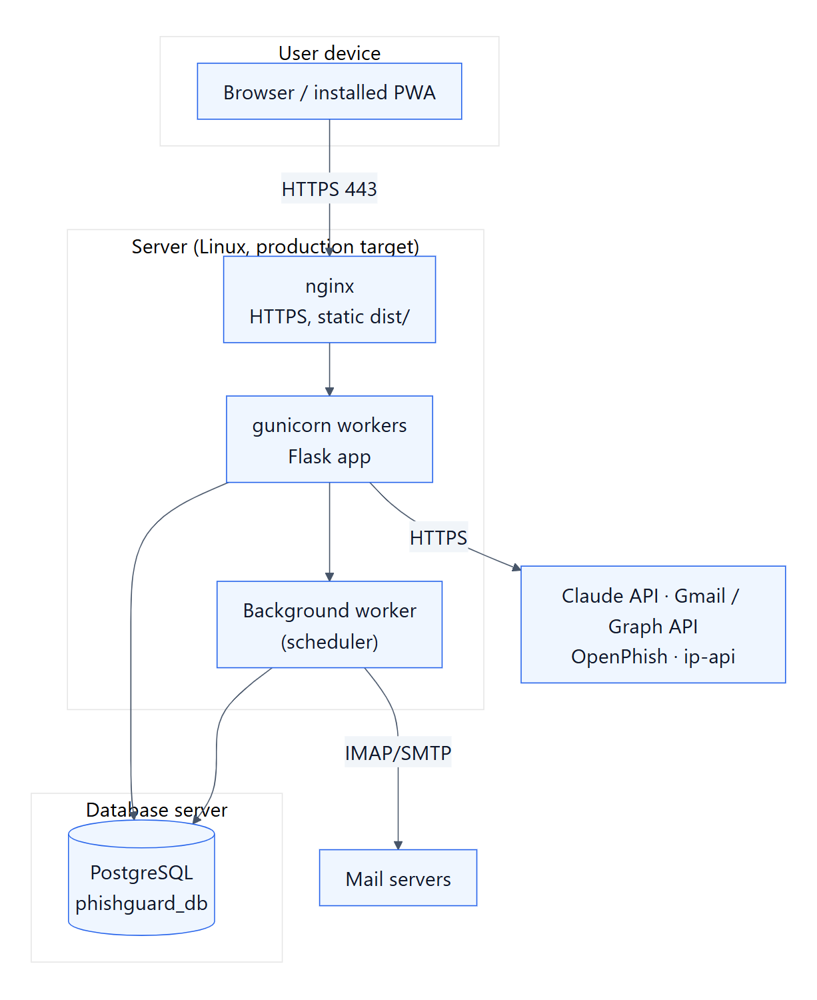 User device
Browser / installed PWA
HTTPS 443
Server (Linux, production target)
nginx
HTTPS, static dist/
gunicorn workers
Flask app
HTTPS
Claude API · Gmail /
Graph API
OpenPhish · ip-api
Background worker
(scheduler)
IMAP/SMTP
Database server
PostgreSQL
phishguard_db
Mail servers